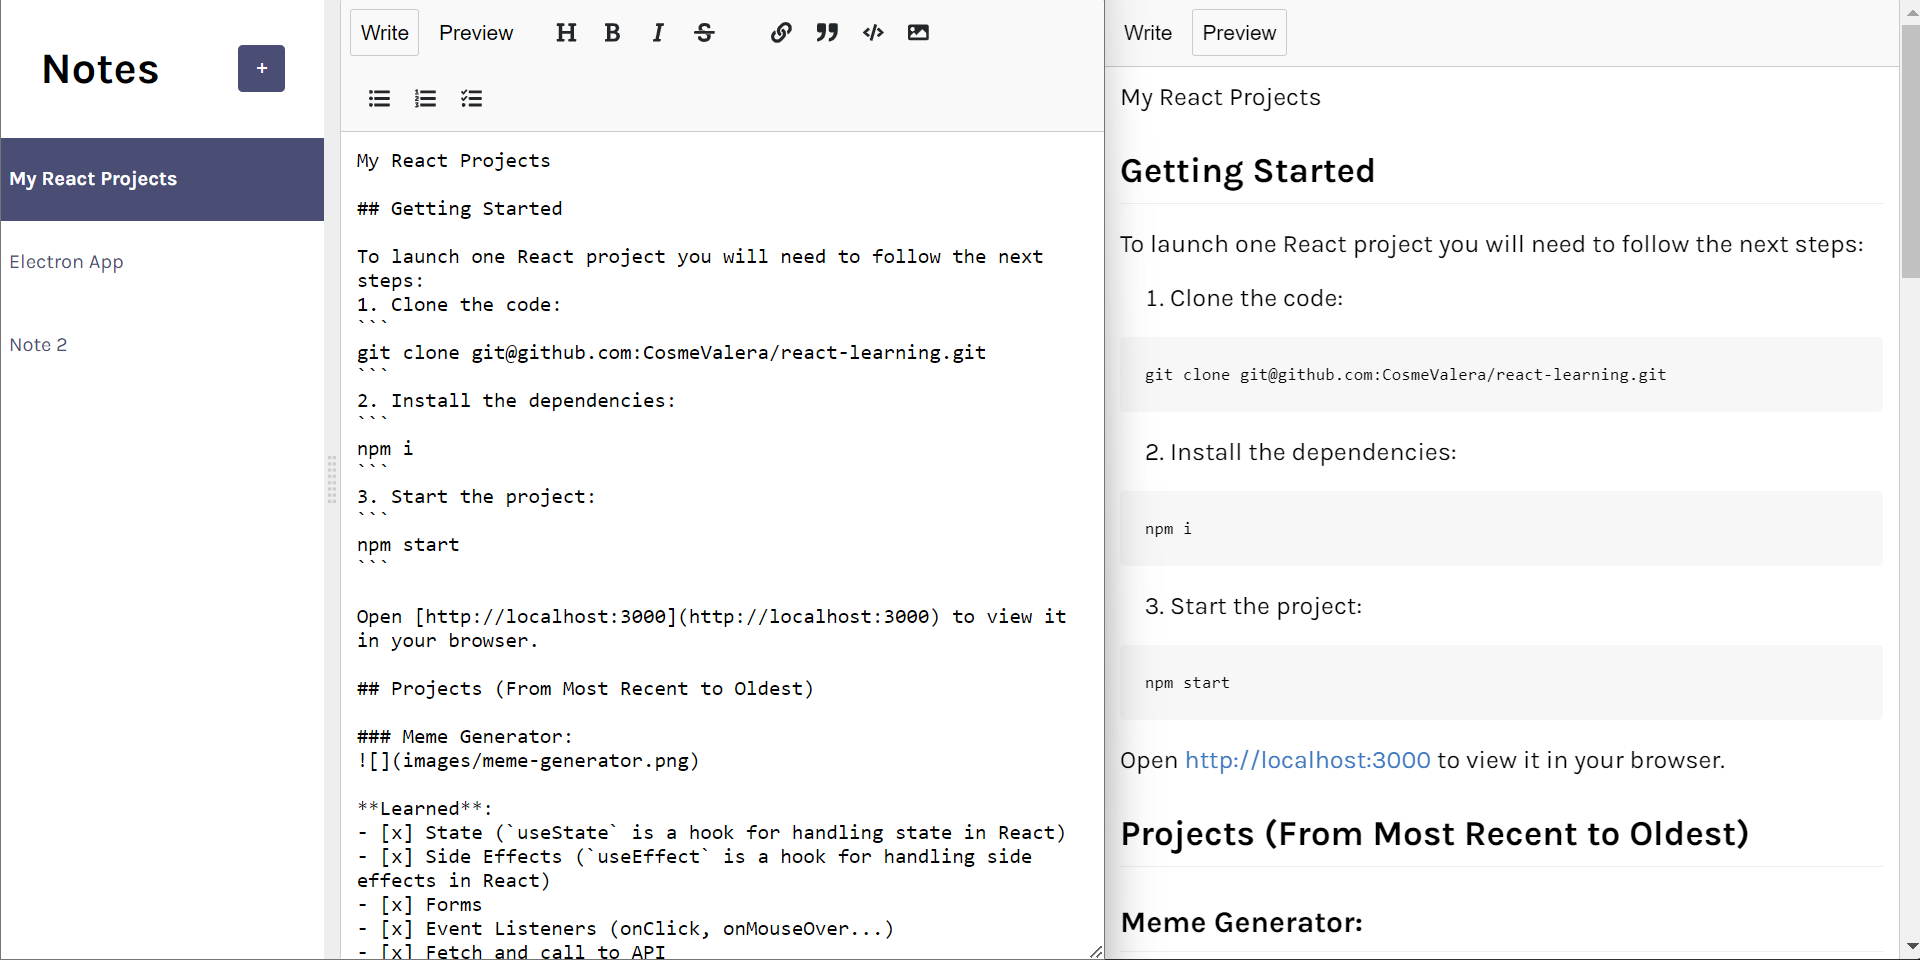 Notes
+
My React Projects
Electron App
Note 2
Write Preview
My React Projects
## Getting Started
To launch one React project you will need to follow the next
steps:
1. Clone the code:
```
git clone git@github.com:CosmeValera/react-learning.git
```
2. Install the dependencies:
```
npm i
```
3. Start the project:
```
npm start
```
Open [http://localhost:3000](http://localhost:3000) to view it
in your browser.
## Projects (From Most Recent to Oldest)
### Meme Generator:
![](images/meme-generator.png)
**Learned**:
- [x] State (`useState` is a hook for handling state in React)
- [x] Side Effects (`useEffect` is a hook for handling side
effects in React)
- [x] Forms
- [x] Event Listeners (onClick, onMouseOver...)
- [x] Fetch and call to API
Write Preview
My React Projects
Getting Started
To launch one React project you will need to follow the next steps:
1. Clone the code:
git clone git@github.com:CosmeValera/react-learning.git
2. Install the dependencies:
npm i
3. Start the project:
npm start
Open http://localhost:3000 to view it in your browser.
Projects (From Most Recent to Oldest)
Meme Generator: